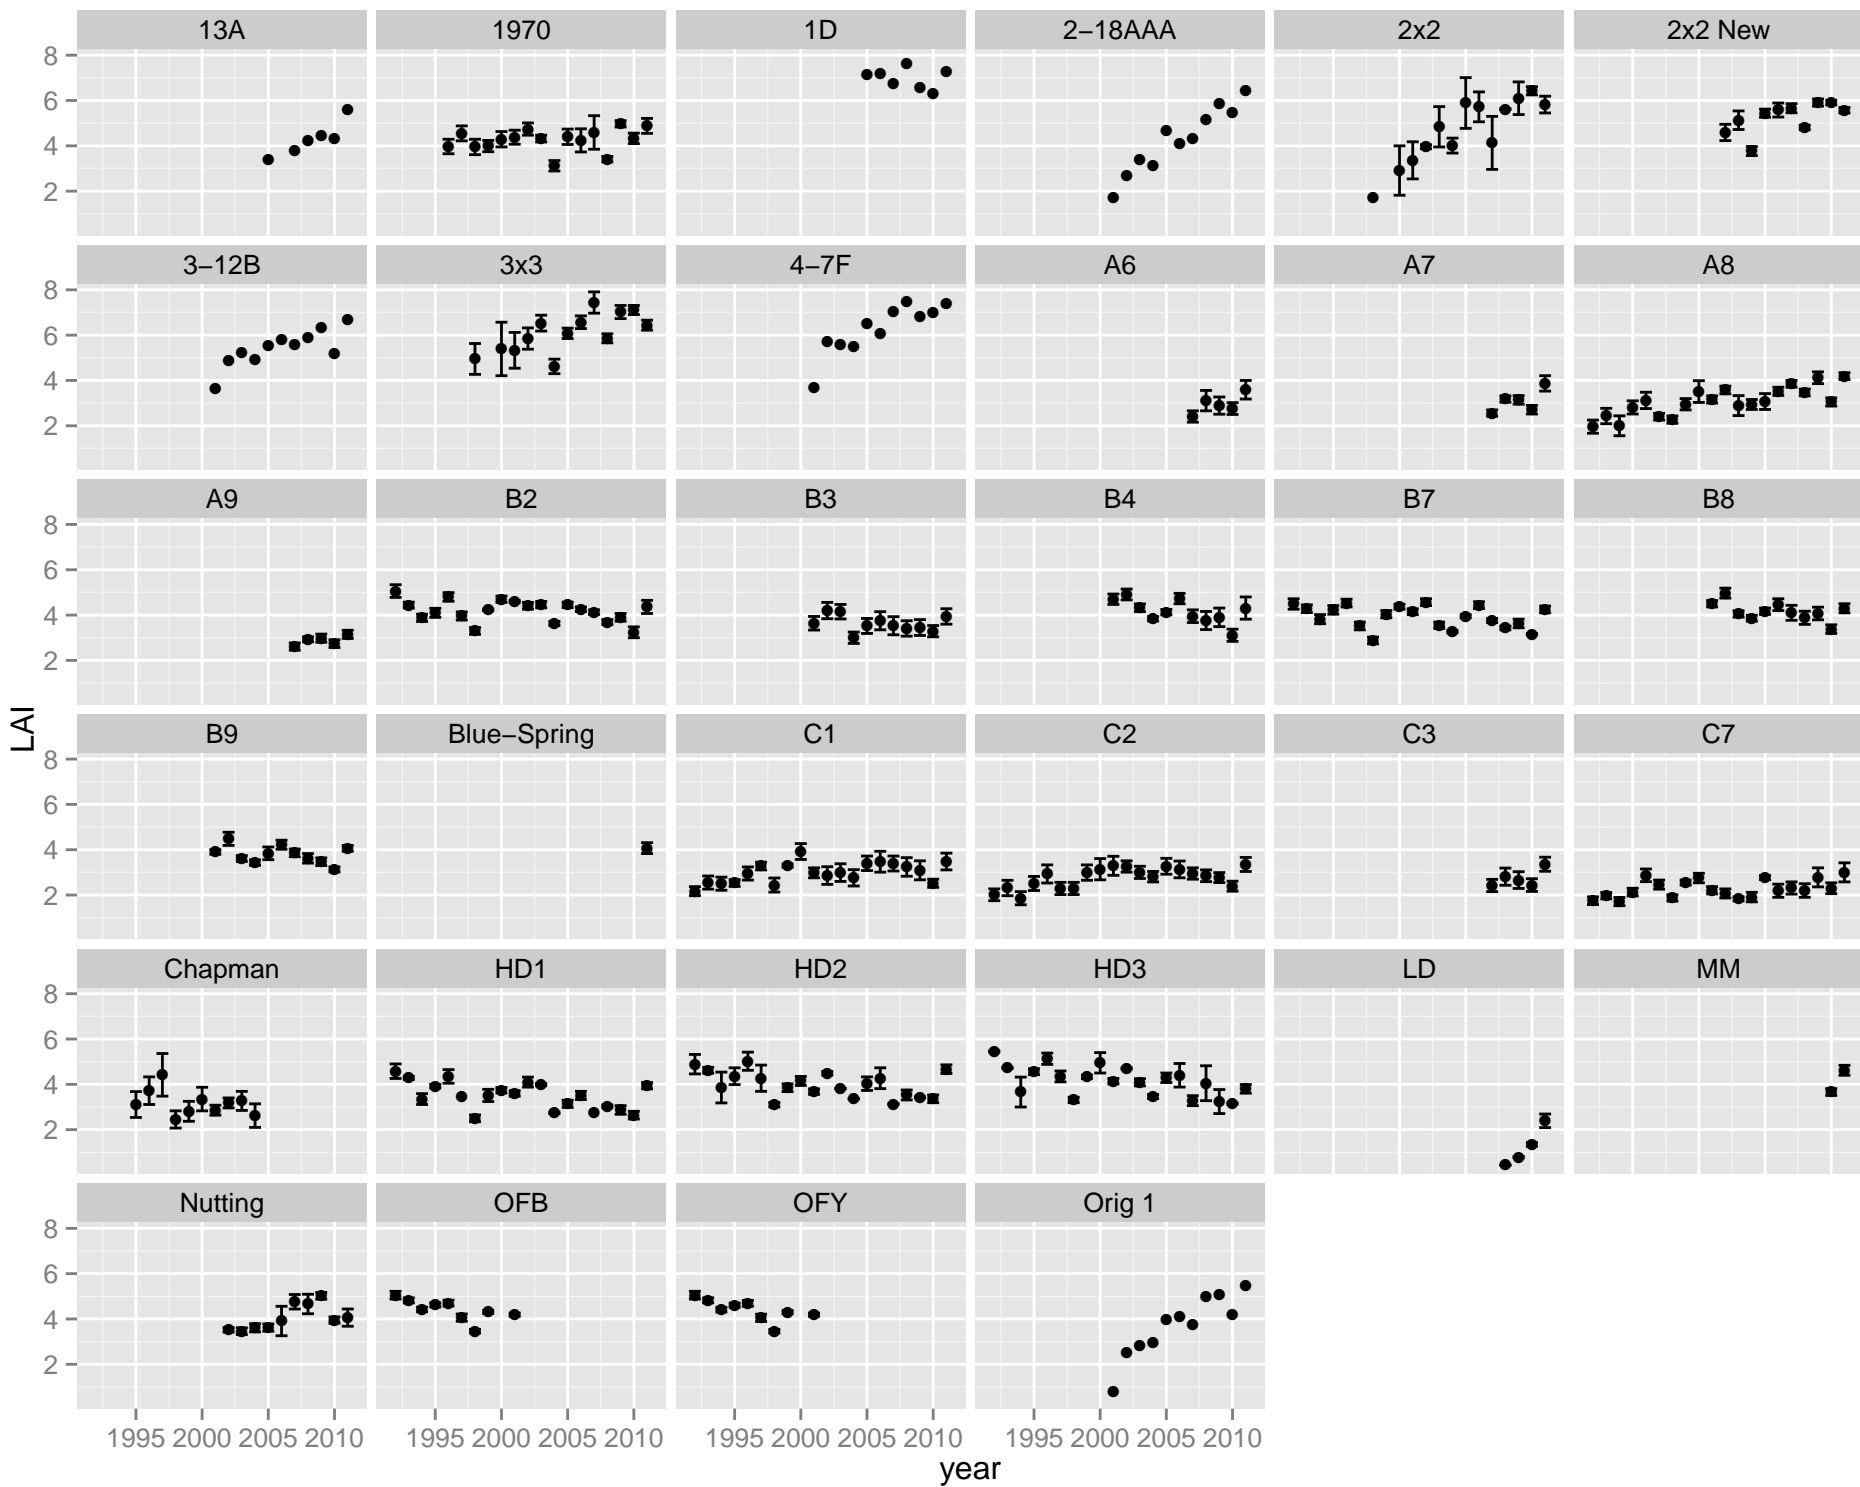 13A 1970 1D 2−18AAA 2x2 2x2 New
8
6
4
2
3−12B 3x3 4−7F A6 A7 A8
8
6
4
2
A9 B2 B3 B4 B7 B8
8
6
4
2
LAI
B9 Blue−Spring C1 C2 C3 C7
8
6
4
2
Chapman HD1 HD2 HD3 LD MM
8
6
4
2
Nutting OFB OFY Orig 1
8
6
4
2
1995 2000 2005 2010 1995 2000 2005 2010 1995 2000 2005 2010 1995 2000 2005 2010
year